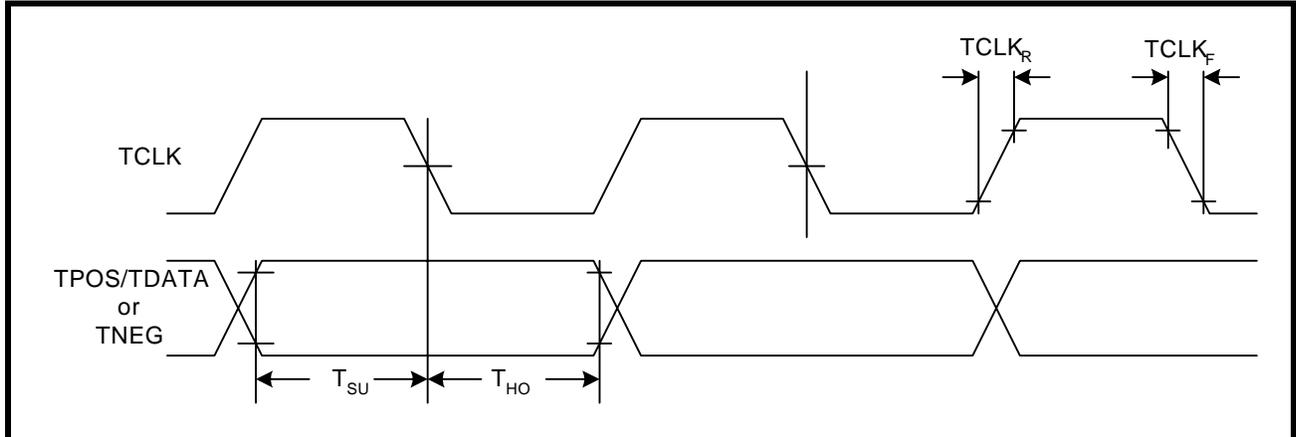 TCLK_R
TCLK_F
TCLK
TPOS/TDATA
or
TNEG
T_SU
T_HO